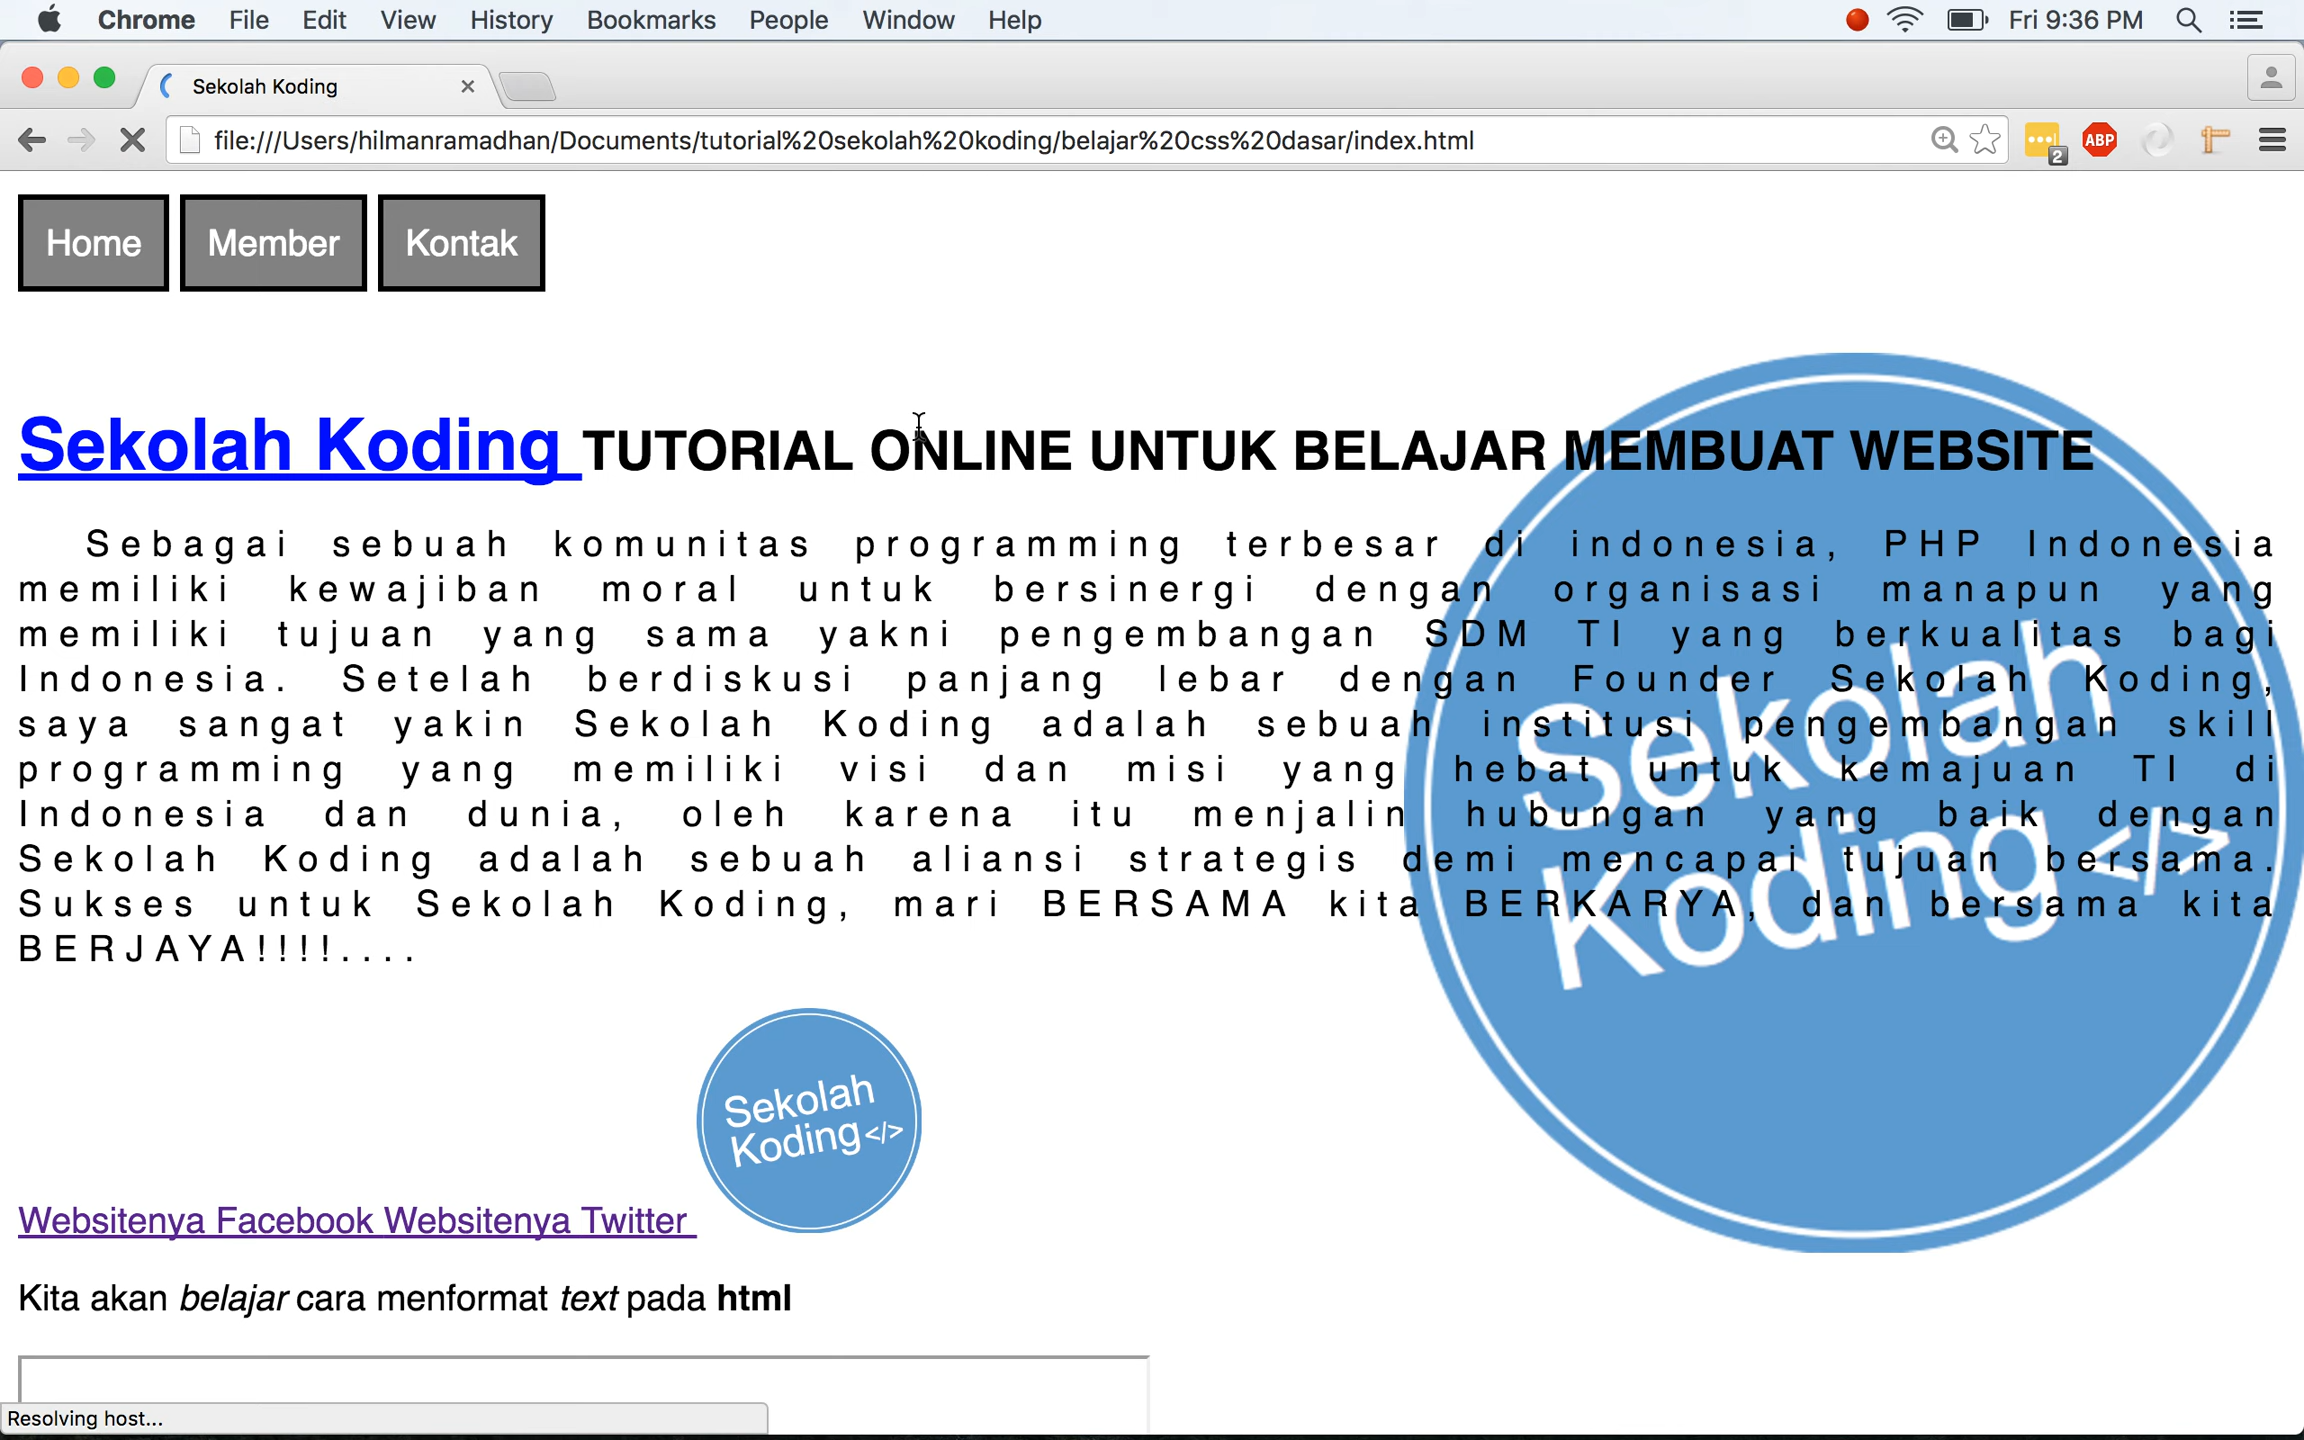 Chrome File Edit View History Bookmarks People Window Help Fri 9:36 PM
Sekolah Koding
file:///Users/hilmanramadhan/Documents/tutorial%20sekolah%20koding/belajar%20css%20dasar/index.html 2 ABP
Home Member Kontak
Sekolah Koding TUTORIAL ONLINE UNTUK BELAJAR MEMBUAT WEBSITE
Sebagai sebuah komunitas programming terbesar di indonesia, PHP Indonesia
memiliki kewajiban moral untuk bersinergi dengan organisasi manapun yang
memiliki tujuan yang sama yakni pengembangan SDM TI yang berkualitas bagi
Indonesia. Setelah berdiskusi panjang lebar dengan Founder Sekolah Koding,
saya sangat yakin Sekolah Koding adalah sebuah institusi pengembangan skill
programming yang memiliki visi dan misi yang hebat untuk kemajuan TI di
Indonesia dan dunia, oleh karena itu menjalin hubungan yang baik dengan
Sekolah Koding adalah sebuah aliansi strategis demi mencapai tujuan bersama.
Sukses untuk Sekolah Koding, mari BERSAMA kita BERKARYA, dan bersama kita
BERJAYA!!!!....
Sekolah
Koding </>
Sekolah
Koding </>
Websitenya Facebook Websitenya Twitter
Kita akan belajar cara menformat text pada html
Resolving host...